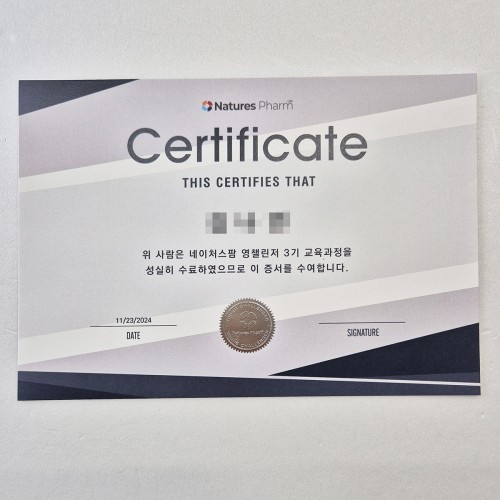 Natures Pharm
Certificate
THIS CERTIFIES THAT
위 사람은 네이처스팜 영챌린저 3기 교육과정을
성실히 수료하였으므로 이 증서를 수여합니다.
11/23/2024
DATE
SIGNATURE